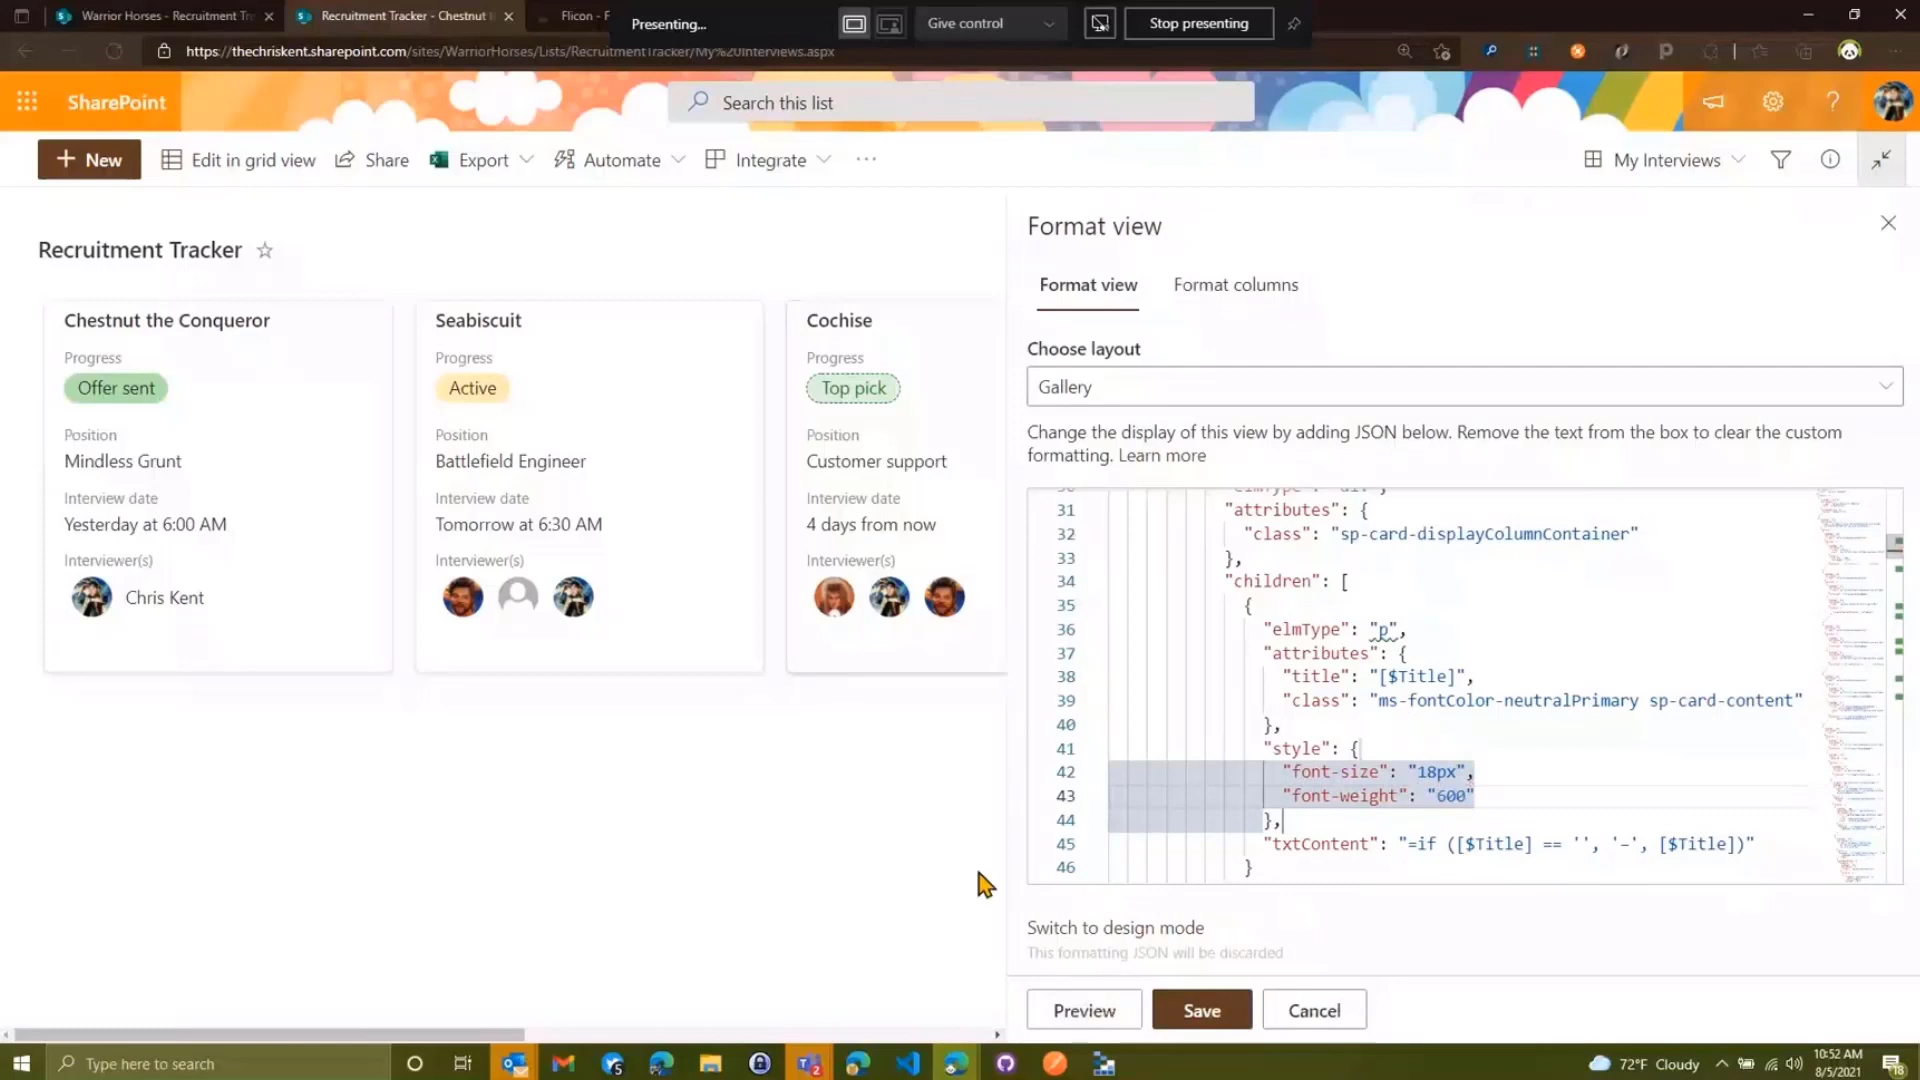 Warrior Horses - Recruitment Tr
Recruitment Tracker - Chestnut
Flicon - F
Presenting...
Give control
Stop presenting
https://thechriskent.sharepoint.com/sites/WarriorHorses/Lists/RecruitmentTracker/My%20Interviews.aspx
SharePoint
Search this list
?
+ New
Edit in grid view
Share
Export
Automate
Integrate
...
My Interviews
Recruitment Tracker
Chestnut the Conqueror
Progress
Offer sent
Position
Mindless Grunt
Interview date
Yesterday at 6:00 AM
Interviewer(s)
Chris Kent
Seabiscuit
Progress
Active
Position
Battlefield Engineer
Interview date
Tomorrow at 6:30 AM
Interviewer(s)
Cochise
Progress
Top pick
Position
Customer support
Interview date
4 days from now
Interviewer(s)
Format view
Format view
Format columns
Choose layout
Gallery
Change the display of this view by adding JSON below. Remove the text from the box to clear the custom
formatting. Learn more
31 "attributes": {
32 "class": "sp-card-displayColumnContainer"
33 },
34 "children": [
35 {
36 "elmType": "p",
37 "attributes": {
38 "title": "[$Title]",
39 "class": "ms-fontColor-neutralPrimary sp-card-content"
40 },
41 "style": {
42 "font-size": "18px",
43 "font-weight": "600"
44 },
45 "txtContent": "=if ([$Title] == '', '–', [$Title])"
46 }
Switch to design mode
This formatting JSON will be discarded
Preview
Save
Cancel
Type here to search
72°F Cloudy
10:52 AM
8/5/2021
18